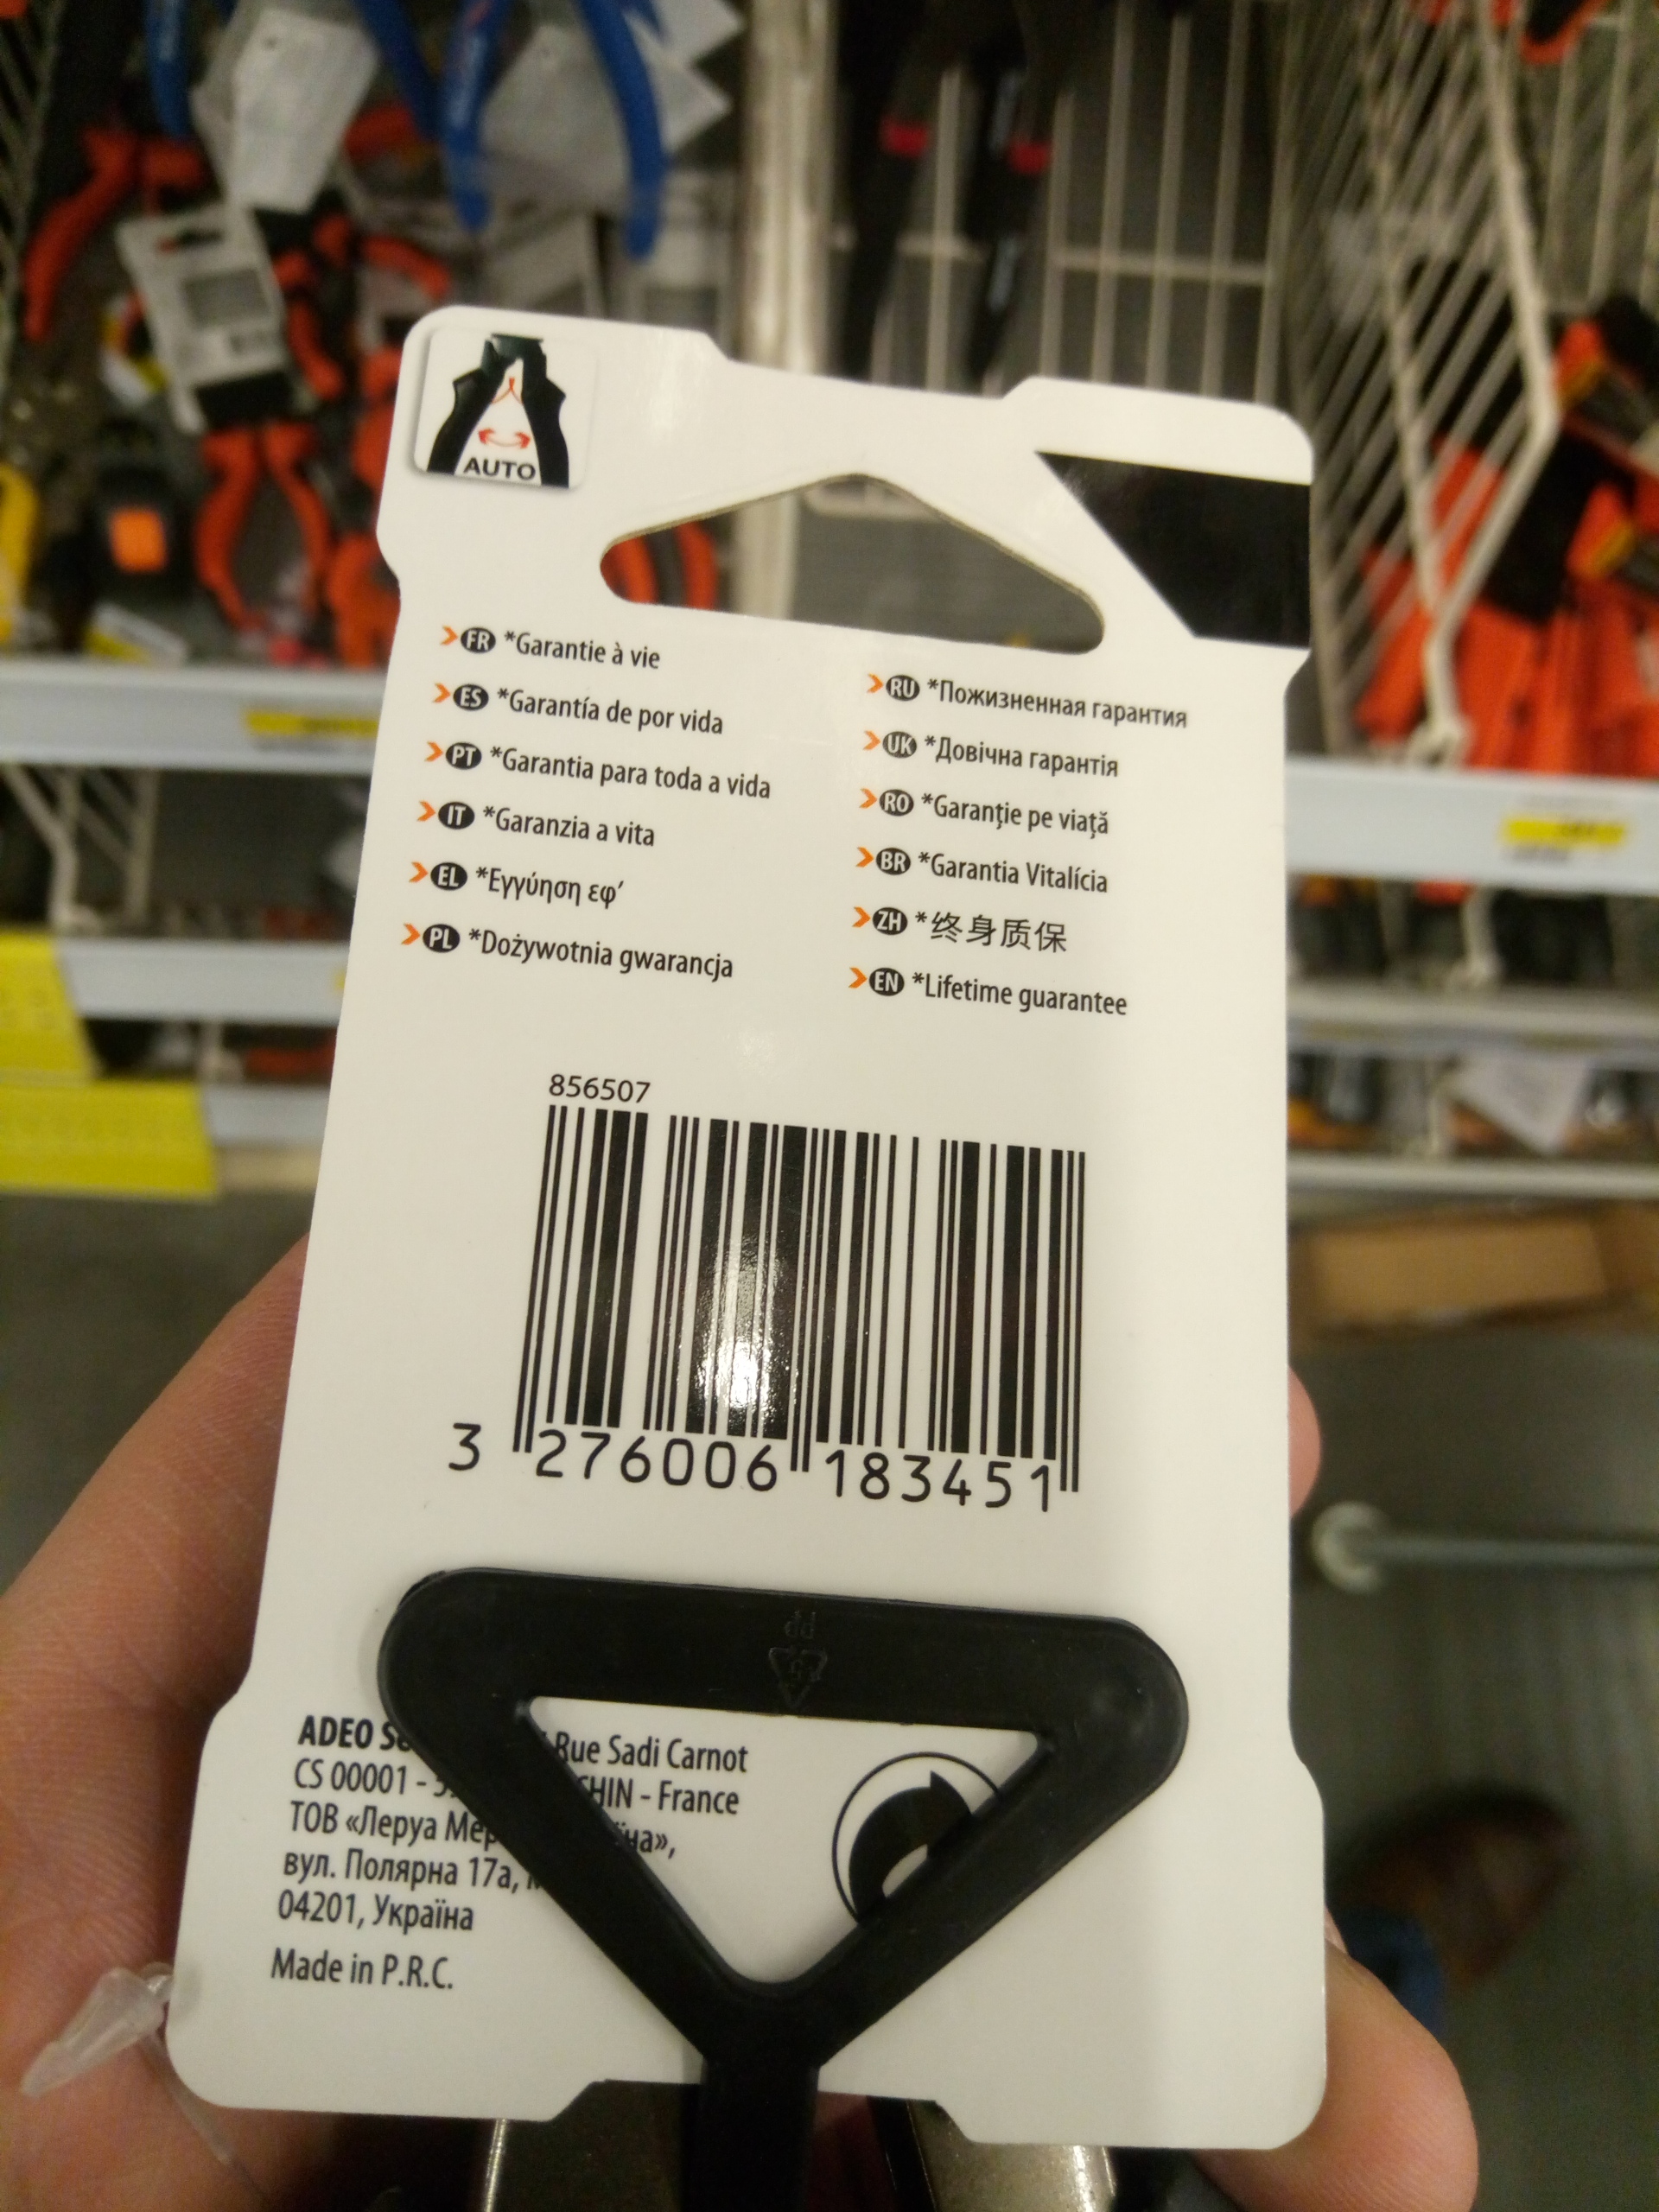 AUTO
FR *Garantie à vie
ES *Garantía de por vida
PT *Garantia para toda a vida
IT *Garanzia a vita
EL *Εγγύηση εφ’
PL *Dożywotnia gwarancja
RU *Пожизненная гарантия
UK *Довічна гарантія
RO *Garanţie pe viaţă
BR *Garantia Vitalícia
ZH *终身质保
EN *Lifetime guarantee
856507
3 276006 183451
PP
5
ADEO Rue Sadi Carnot
CS 00001 - - France
ТОВ «Леруа
вул. Полярна 17а,
04201, Україна
Made in P.R.C.